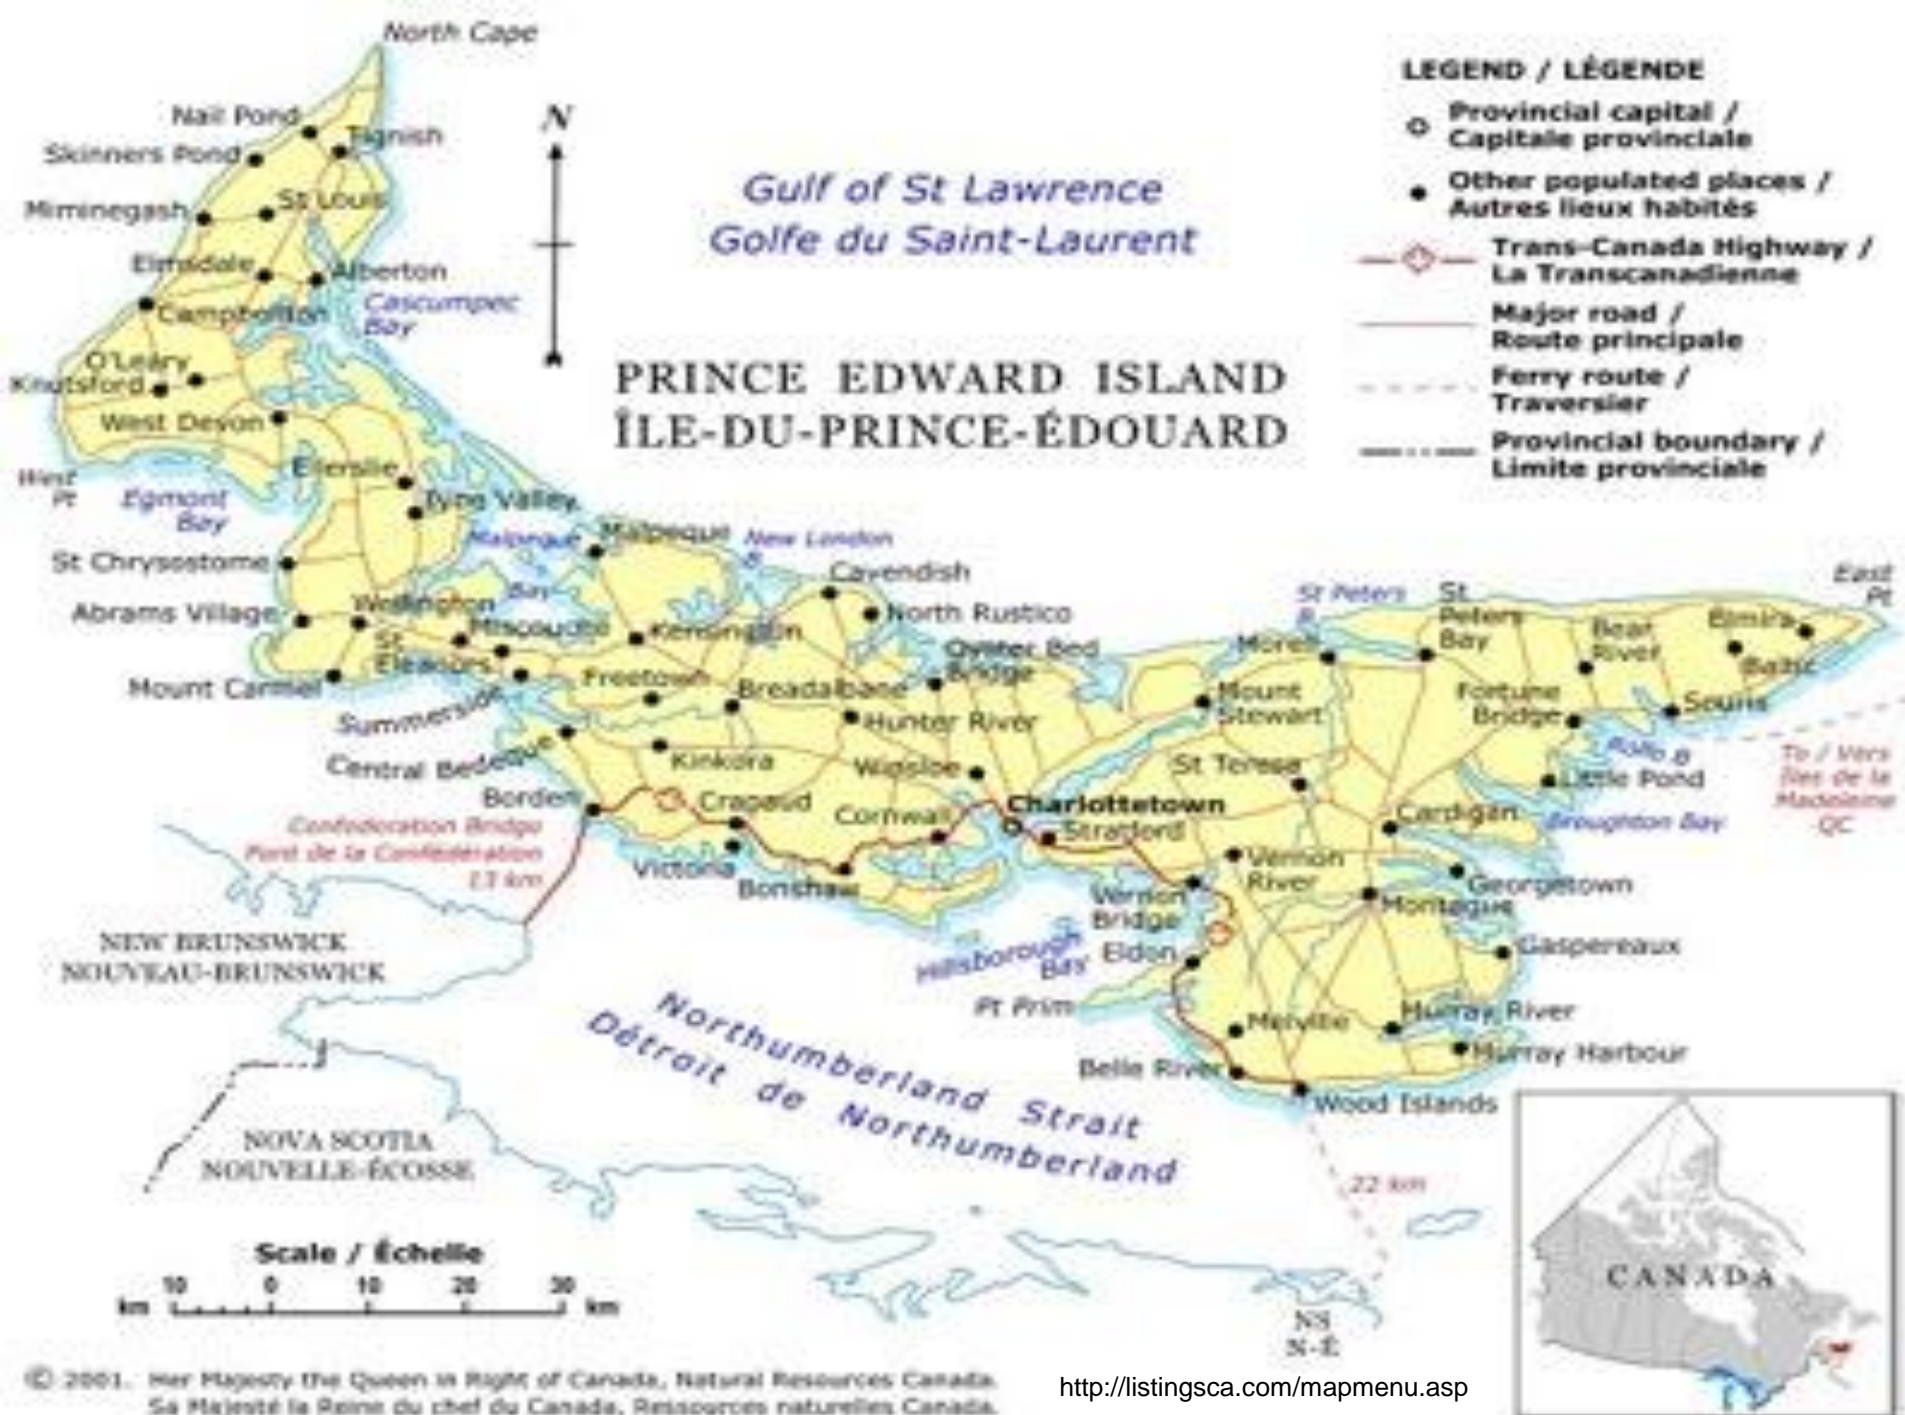 North Cape
Nail Pond
Tignish
Skinners Pond
St Louis
Miminegash
Elmsdale
Alberton
Cascumpec
Bay
Campbellton
O'Leary
Knutsford
West Devon
West
Pt
Egmont
Bay
Ellerslie
Tyne Valley
St Chrysostome
Malpeque
Bay
Malpeque
New London
B
Cavendish
North Rustico
Abrams Village
Wellington
Miscouche
Kensington
Oyster Bed
Bridge
Mount Carmel
St
Eleanors
Summerside
Freetown
Breadalbane
Hunter River
Central Bedeque
Kinkora
Winsloe
Borden
Crapaud
Cornwall
Charlottetown
Stratford
Victoria
Bonshaw
Confederation Bridge
Pont de la Confédération
13 km
N
Gulf of St Lawrence
Golfe du Saint-Laurent
PRINCE EDWARD ISLAND
ÎLE-DU-PRINCE-ÉDOUARD
LEGEND / LÉGENDE
Provincial capital /
Capitale provinciale
Other populated places /
Autres lieux habités
Trans-Canada Highway /
La Transcanadienne
Major road /
Route principale
Ferry route /
Traversier
Provincial boundary /
Limite provinciale
St Peters
B
St
Peters
Bay
Morell
Bear
River
Elmira
Baltic
East
Pt
Mount
Stewart
Fortune
Bridge
Souris
Rollo B
St Teresa
Little Pond
To / Vers
Îles de la
Madeleine
QC
Cardigan
Broughton Bay
Vernon
River
Georgetown
Vernon
Bridge
Montague
Hillsborough
Bay
Eldon
Gaspereaux
Pt Prim
Melville
Murray River
Belle River
Murray Harbour
Wood Islands
NEW BRUNSWICK
NOUVEAU-BRUNSWICK
Northumberland Strait
Détroit de Northumberland
NOVA SCOTIA
NOUVELLE-ÉCOSSE
22 km
NS
N-É
CANADA
Scale / Échelle
10 0 10 20 30
km km
© 2001. Her Majesty the Queen in Right of Canada, Natural Resources Canada.
Sa Majesté la Reine du chef du Canada, Ressources naturelles Canada.
http://listingsca.com/mapmenu.asp